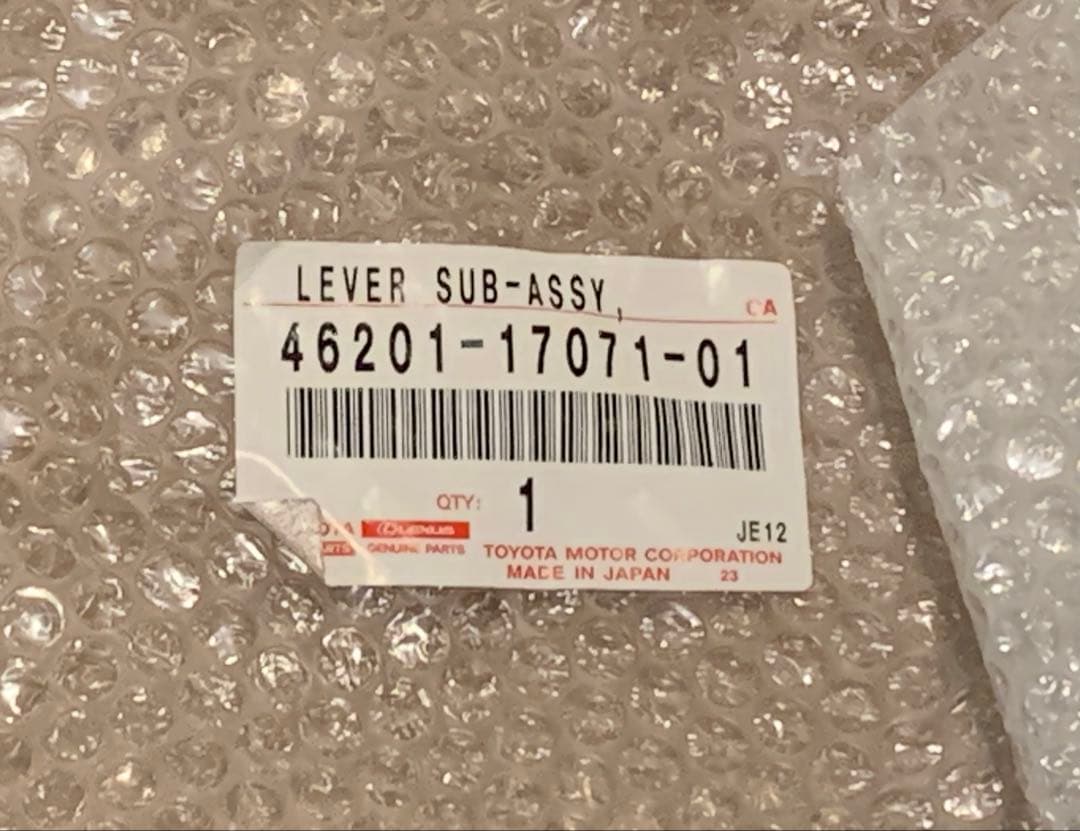 LEVER SUB-ASSY,
CA
46201-17071-01
QTY: 1
LEXUS JE12
GENUINE PARTS TOYOTA MOTOR CORPORATION
MADE IN JAPAN 23